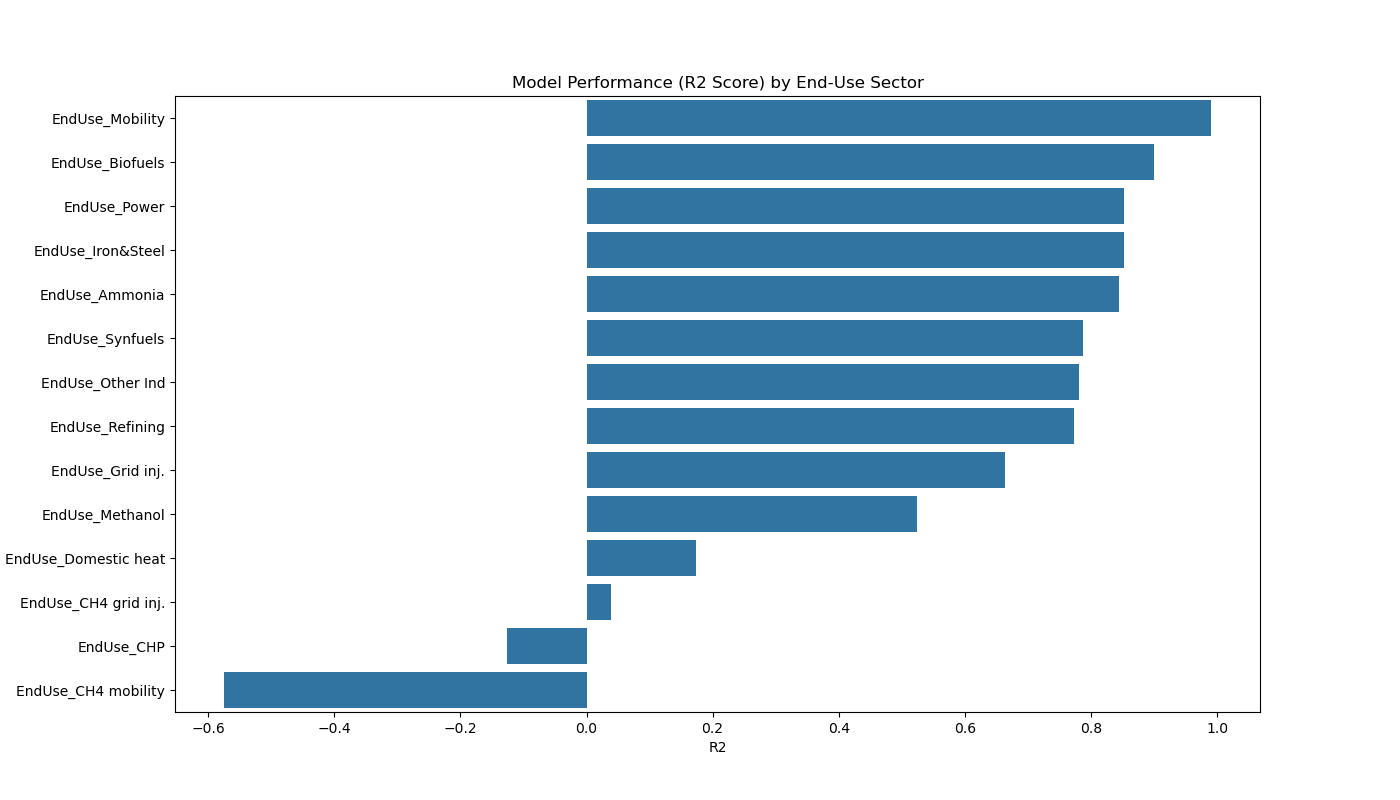 Model Performance (R2 Score) by End-Use Sector
EndUse_Mobility
EndUse_Biofuels
EndUse_Power
EndUse_Iron&Steel
EndUse_Ammonia
EndUse_Synfuels
EndUse_Other Ind
EndUse_Refining
EndUse_Grid inj.
EndUse_Methanol
EndUse_Domestic heat
EndUse_CH4 grid inj.
EndUse_CHP
EndUse_CH4 mobility
−0.6 −0.4 −0.2 0.0 0.2 0.4 0.6 0.8 1.0
R2